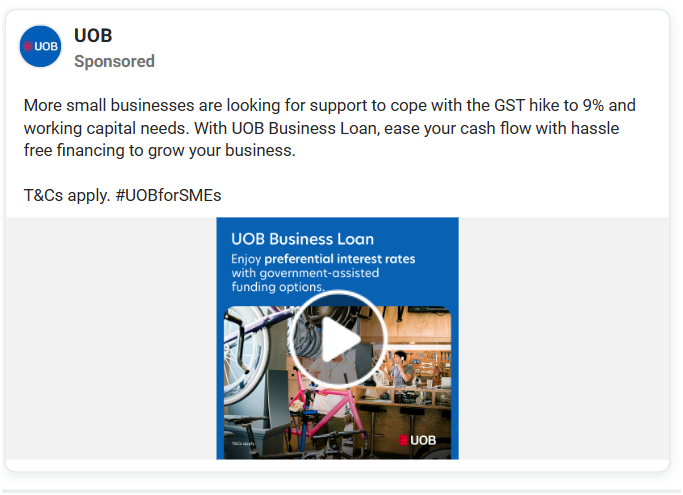 UOB
UOB
Sponsored
More small businesses are looking for support to cope with the GST hike to 9% and
working capital needs. With UOB Business Loan, ease your cash flow with hassle
free financing to grow your business.
T&Cs apply. #UOBforSMEs
UOB Business Loan
Enjoy preferential interest rates
with government-assisted
funding options.
T&Cs apply.
UOB